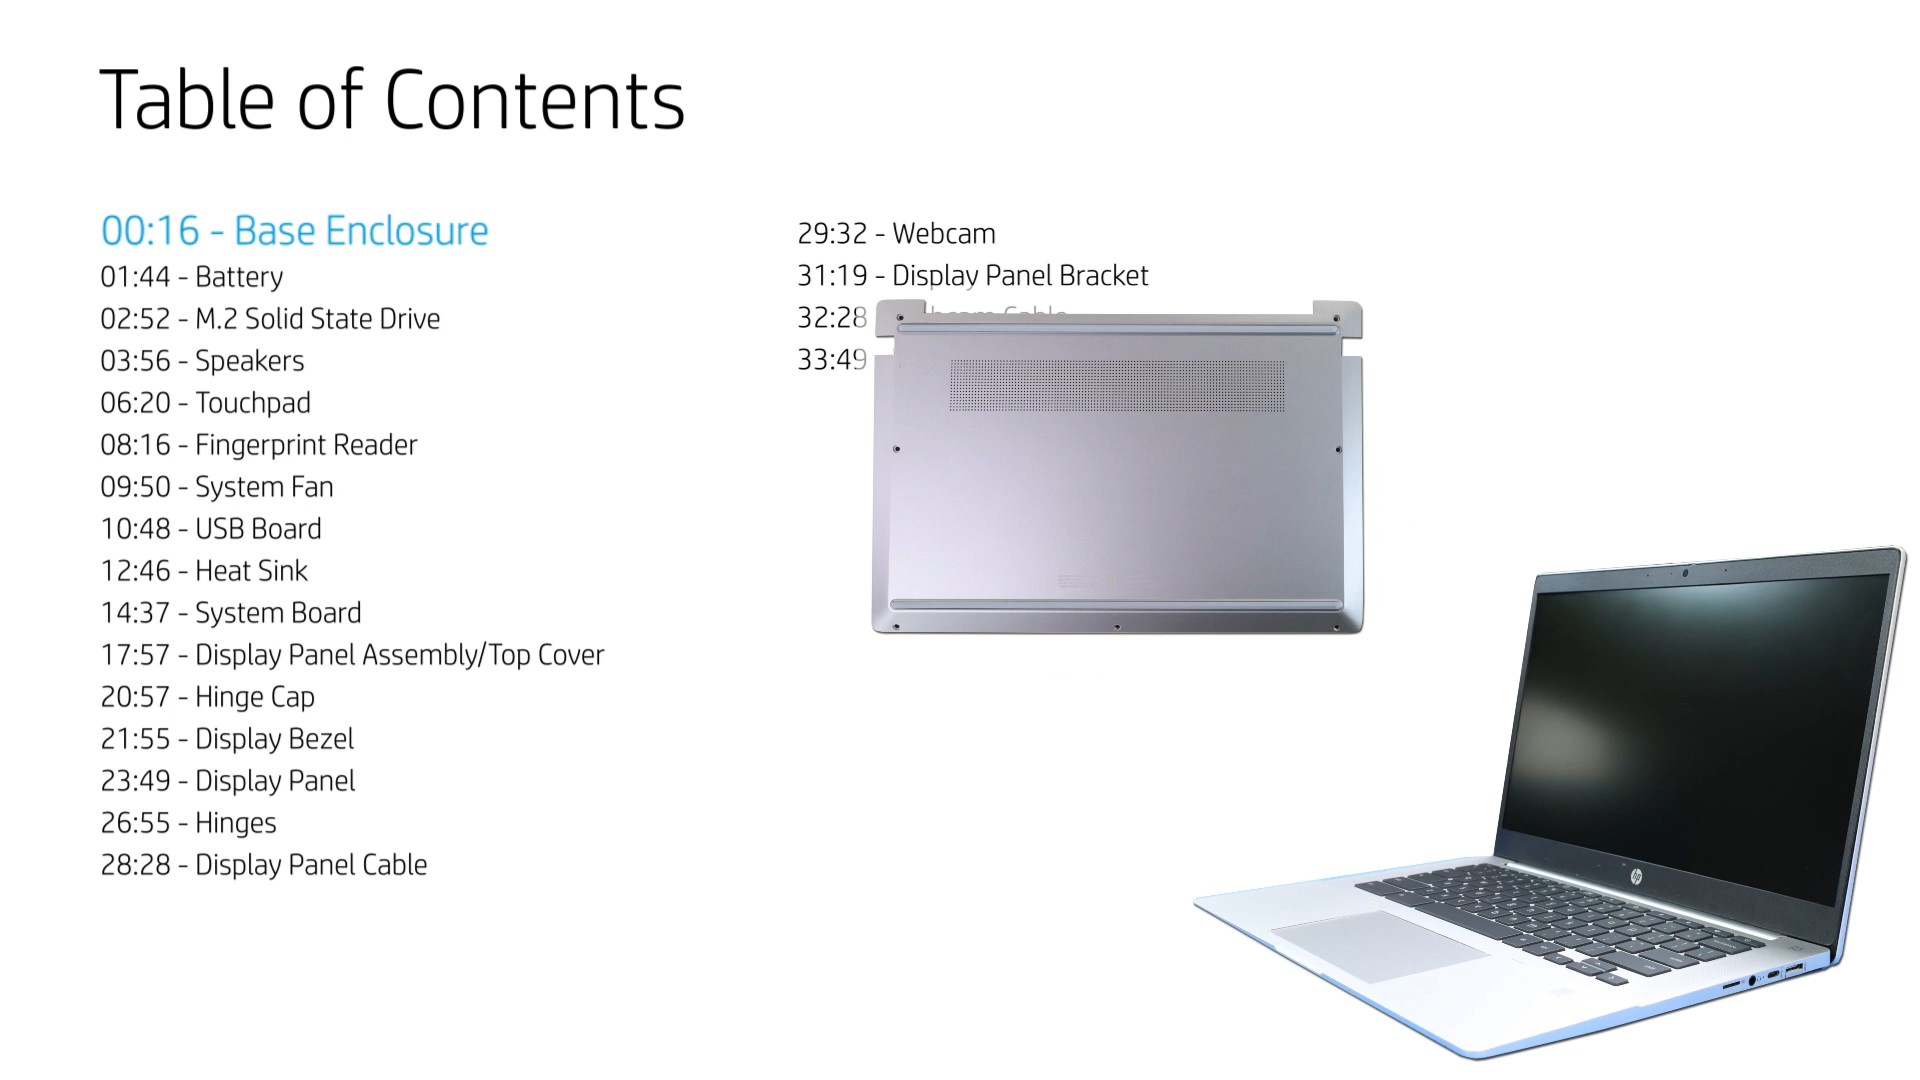 Table of Contents
00:16 - Base Enclosure
01:44 - Battery
02:52 - M.2 Solid State Drive
03:56 - Speakers
06:20 - Touchpad
08:16 - Fingerprint Reader
09:50 - System Fan
10:48 - USB Board
12:46 - Heat Sink
14:37 - System Board
17:57 - Display Panel Assembly/Top Cover
20:57 - Hinge Cap
21:55 - Display Bezel
23:49 - Display Panel
26:55 - Hinges
28:28 - Display Panel Cable
29:32 - Webcam
31:19 - Display Panel Bracket
32:28
33:49
hp